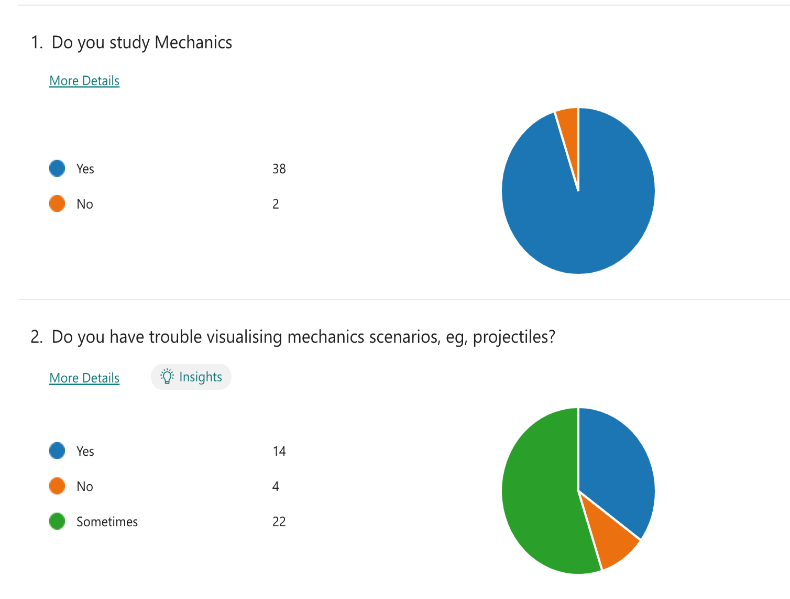 1. Do you study Mechanics
More Details
Yes 38
No 2
2. Do you have trouble visualising mechanics scenarios, eg, projectiles?
More Details Insights
Yes 14
No 4
Sometimes 22